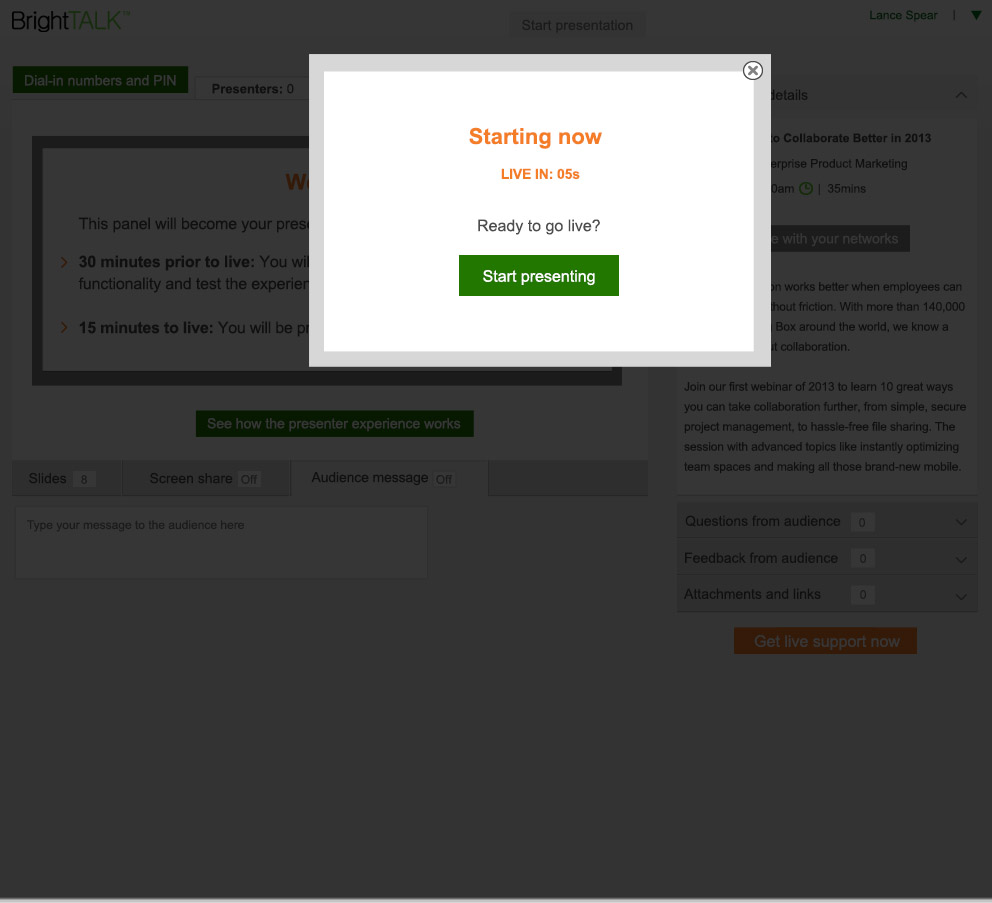 BrightTALK™
Start presentation
Lance Spear |
Dial-in numbers and PIN
Presenters: 0
details
Starting now
LIVE IN: 05s
Ready to go live?
Start presenting
to Collaborate Better in 2013
erprise Product Marketing
0am | 35mins
with your networks
This panel will become your
30 minutes prior to live: You
functionality and test the
15 minutes to live: You will be
on works better when employees can
hout friction. With more than 140,000
Box around the world, we know a
t collaboration.
Join our first webinar of 2013 to learn 10 great ways
you can take collaboration further, from simple, secure
project management, to hassie-free file sharing. The
session with advanced topics like instantly optimizing
team spaces and making all those brand-new mobile.
See how the presenter experience works
Slides 8
Screen share Off
Audience message Off
Type your message to the audience here
Questions from audience 0
Feedback from audience 0
Attachments and links 0
Get live support now